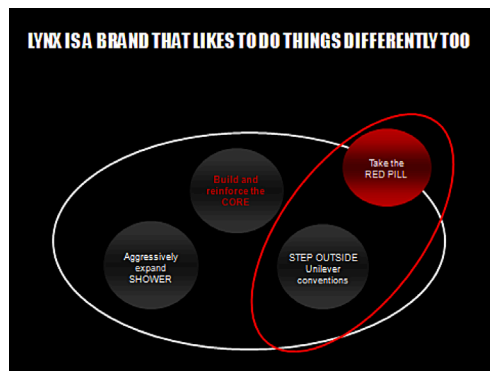 LYNX IS A BRAND THAT LIKES TO DO THINGS DIFFERENTLY TOO
Take the
RED PILL
Build and
reinforce the
CORE
Aggressively
expand
SHOWER
STEP OUTSIDE
Unilever
conventions